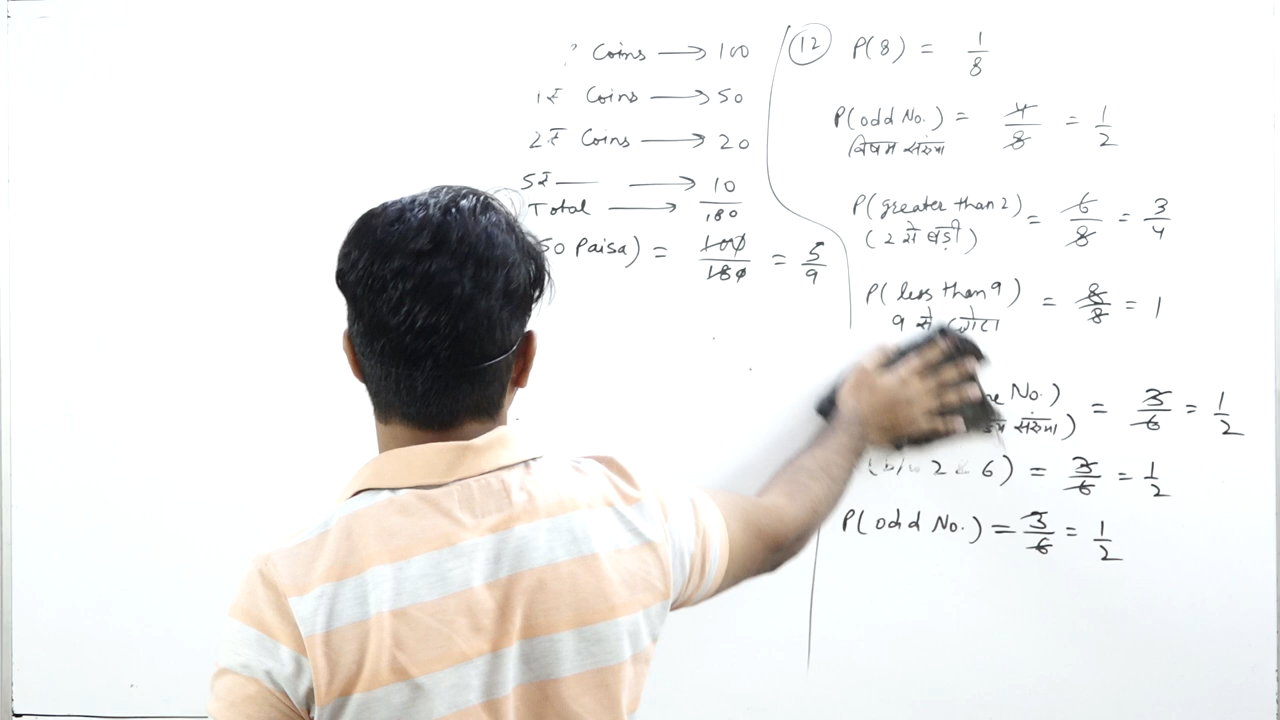 Coins → 100
1₹ Coins → 50
2₹ Coins → 20
5₹ — → 10
Total → 180
50 Paisa) = 100/180 = 5/9
12 P(8) = 1/8
P(odd No.) = 4/8 = 1/2
विषम संख्या
P(greater than 2) = 6/8 = 3/4
(2 से बड़ी)
P(less than 9) = 8/8 = 1
9 से
No.) = 3/6 = 1/2
संख्या)
2 6) = 3/6 = 1/2
P(odd No.) = 3/6 = 1/2